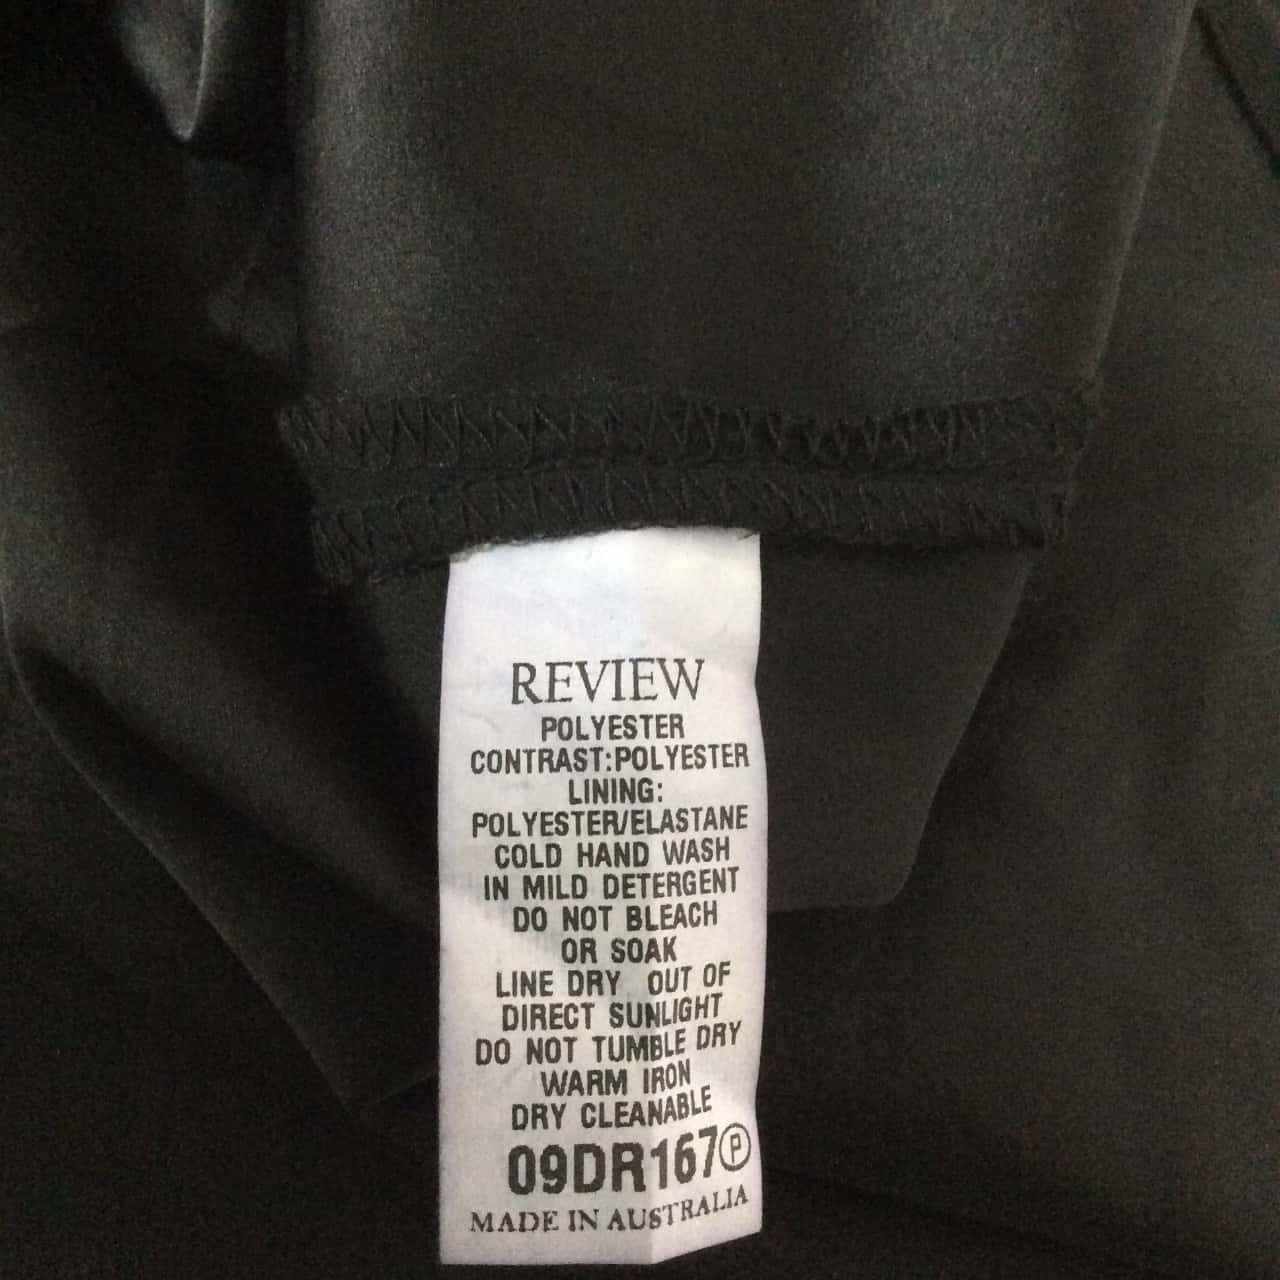 REVIEW
POLYESTER
CONTRAST:POLYESTER
LINING:
POLYESTER/ELASTANE
COLD HAND WASH
IN MILD DETERGENT
DO NOT BLEACH
OR SOAK
LINE DRY OUT OF
DIRECT SUNLIGHT
DO NOT TUMBLE DRY
WARM IRON
DRY CLEANABLE
09DR167Ⓟ
MADE IN AUSTRALIA